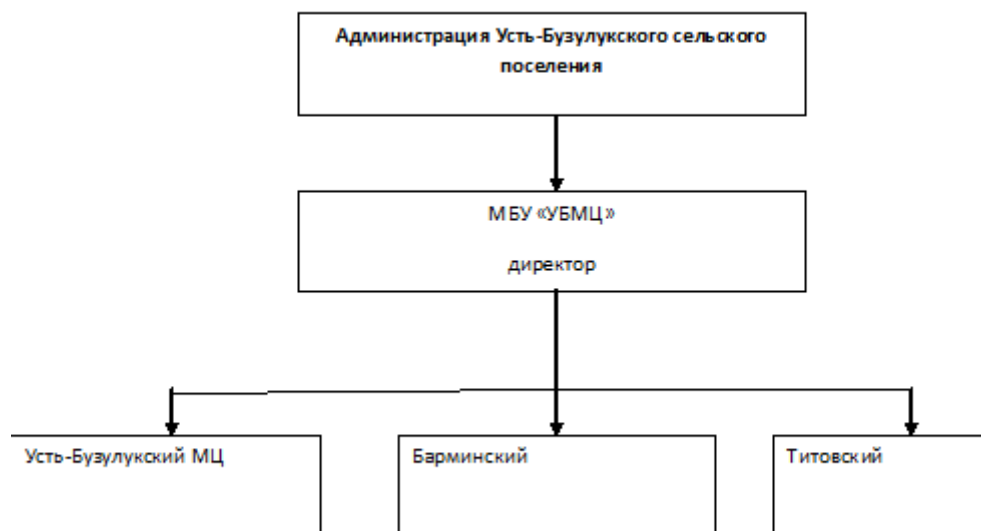 Администрация Усть-Бузулукского сельского
поселения
МБУ «УБМЦ»
директор
Усть-Бузулукский МЦ
Барминский
Титовский